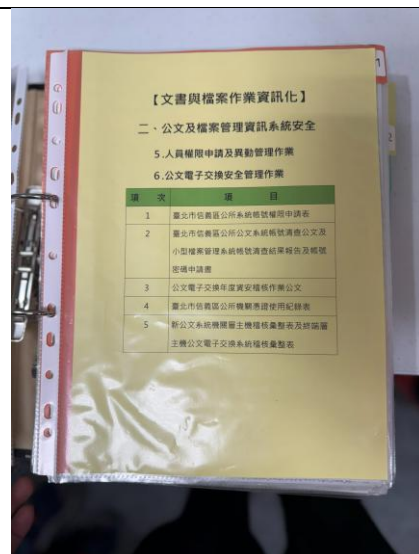 1
【文書與檔案作業資訊化】
二、公文及檔案管理資訊系統安全
5.人員權限申請及異動管理作業
6.公文電子交換安全管理作業
項 次 項 目
1 臺北市信義區公所系統帳號權限申請表
2 臺北市信義區公所公文系統帳號清查公文及
小型檔案管理系統帳號清查結果報告及帳號
密碼申請書
3 公文電子交換年度資安稽核作業公文
4 臺北市信義區公所機關憑證使用紀錄表
5 新公文系統機關層主機稽核彙整表及終端層
主機公文電子交換系統稽核彙整表
2